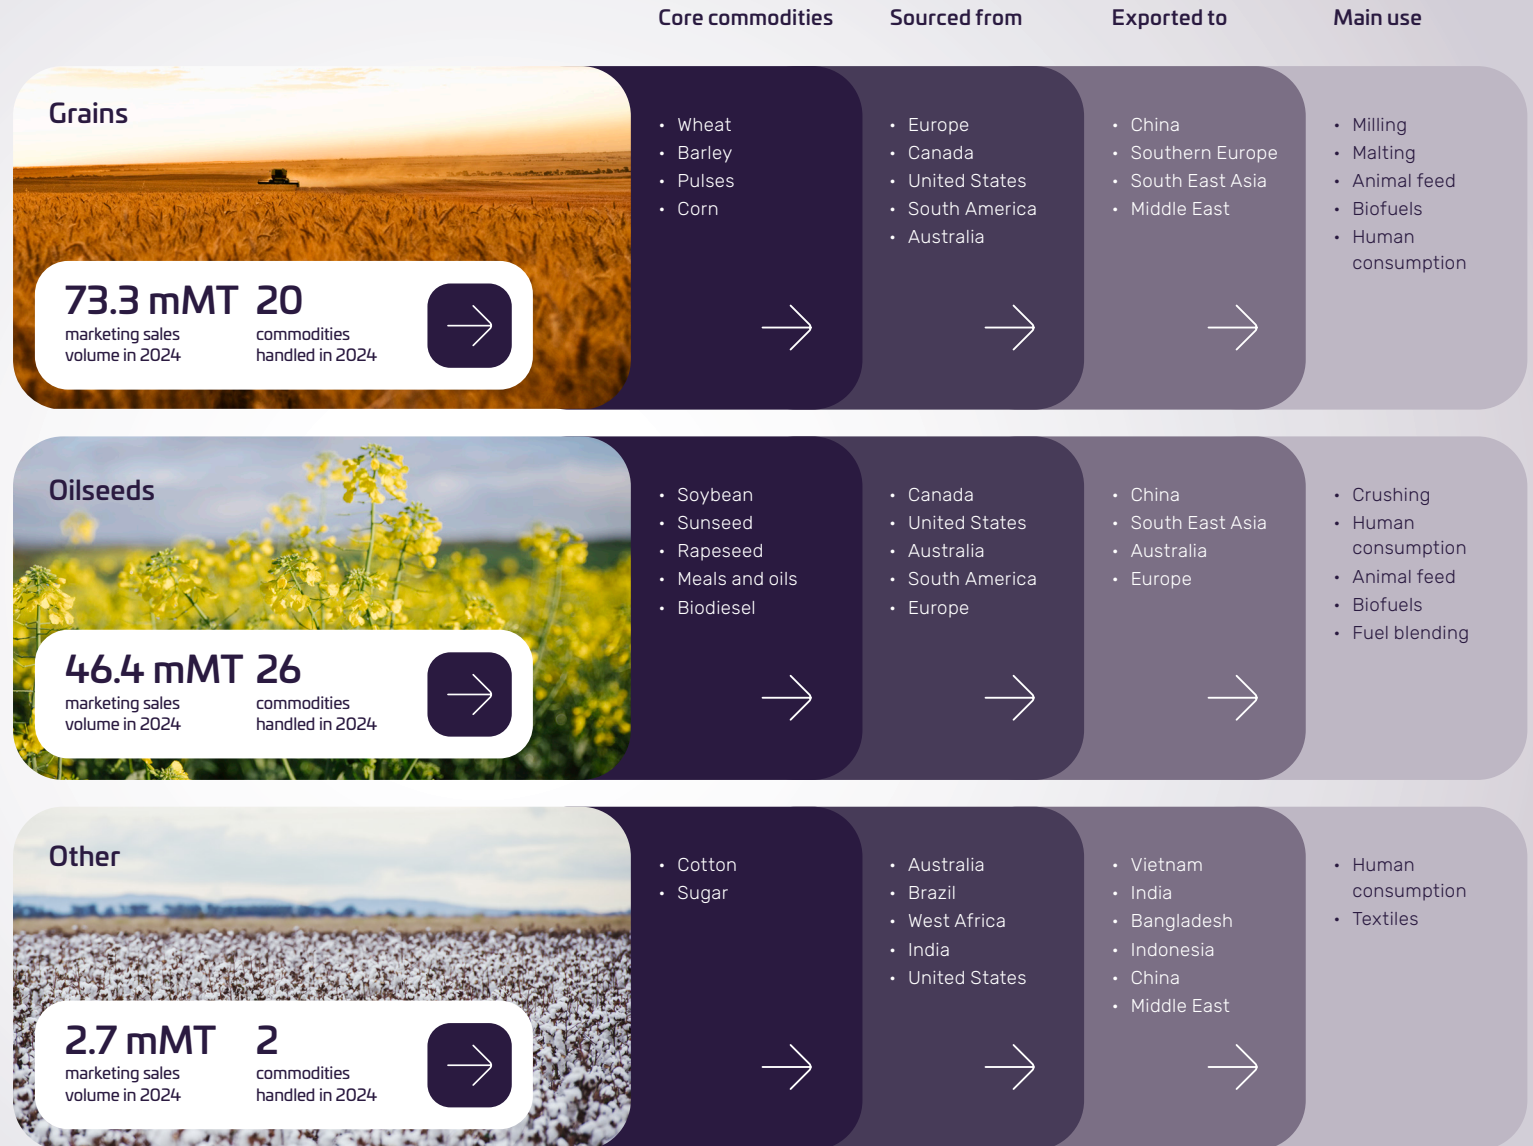 Core commodities
Sourced from
Exported to
Main use
Grains
73.3 mMT
marketing sales
volume in 2024
20
commodities
handled in 2024
• Wheat
• Barley
• Pulses
• Corn
• Europe
• Canada
• United States
• South America
• Australia
• China
• Southern Europe
• South East Asia
• Middle East
• Milling
• Malting
• Animal feed
• Biofuels
• Human
consumption
Oilseeds
46.4 mMT
marketing sales
volume in 2024
26
commodities
handled in 2024
• Soybean
• Sunseed
• Rapeseed
• Meals and oils
• Biodiesel
• Canada
• United States
• Australia
• South America
• Europe
• China
• South East Asia
• Australia
• Europe
• Crushing
• Human
consumption
• Animal feed
• Biofuels
• Fuel blending
Other
2.7 mMT
marketing sales
volume in 2024
2
commodities
handled in 2024
• Cotton
• Sugar
• Australia
• Brazil
• West Africa
• India
• United States
• Vietnam
• India
• Bangladesh
• Indonesia
• China
• Middle East
• Human
consumption
• Textiles